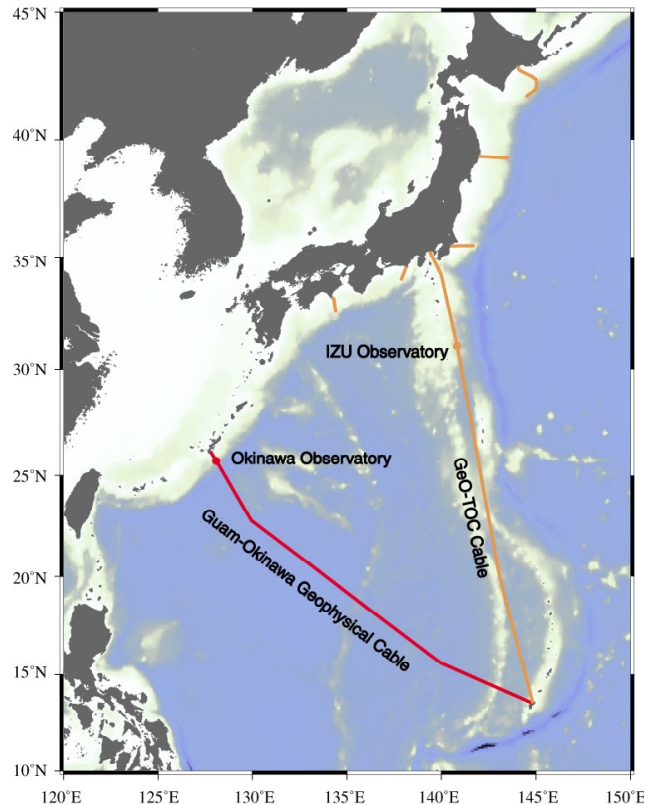 45˚N
40˚N
35˚N
IZU Observatory
30˚N
Okinawa Observatory
25˚N
GeO-TOC Cable
Guam-Okinawa Geophysical Cable
20˚N
15˚N
10˚N
120˚E 125˚E 130˚E 135˚E 140˚E 145˚E 150˚E